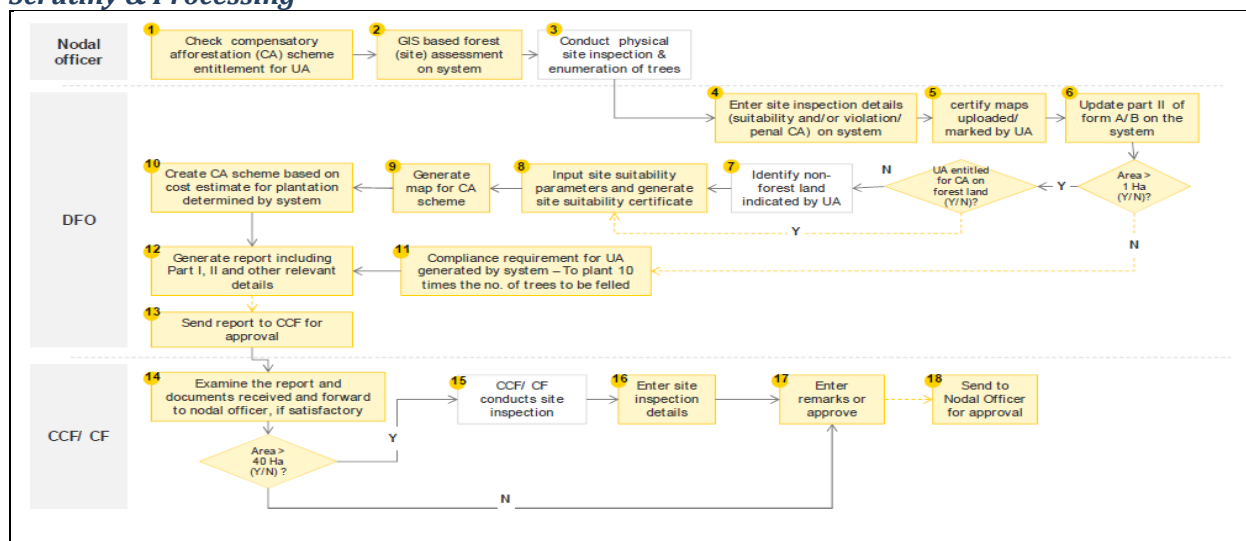 Scrutiny & Processing
Nodal
officer
1
Check compensatory
afforestation (CA) scheme
entitlement for UA
2
GIS based forest
(site) assessment
on system
3
Conduct physical
site inspection &
enumeration of trees
DFO
4
Enter site inspection details
(suitability and/or violation/
penal CA) on system
5
certify maps
uploaded/
marked by UA
6
Update part II of
form A/B on the
system
Area >
1 Ha
(Y/N)?
Y
N
UA entitled
for CA on
forest land
(Y/N)?
N
Y
7
Identify non-
forest land
indicated by UA
8
Input site suitability
parameters and generate
site suitability certificate
9
Generate
map for CA
scheme
10
Create CA scheme based on
cost estimate for plantation
determined by system
11
Compliance requirement for UA
generated by system – To plant 10
times the no. of trees to be felled
12
Generate report including
Part I, II and other relevant
details
13
Send report to CCF for
approval
CCF/ CF
14
Examine the report and
documents received and forward
to nodal officer, if satisfactory
Area >
40 Ha
(Y/N) ?
Y
N
15
CCF/ CF
conducts site
inspection
16
Enter site
inspection
details
17
Enter
remarks or
approve
18
Send to
Nodal Officer
for approval